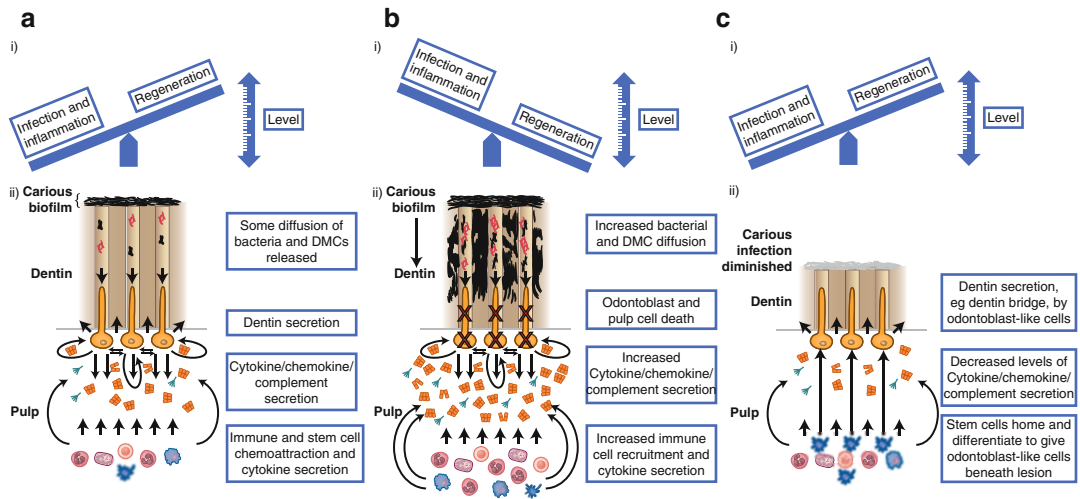 a
i)
Infection and
inflammation
Regeneration
Level
ii) Carious
biofilm
Dentin
Pulp
Some diffusion of
bacteria and DMCs
released
Dentin secretion
Cytokine/chemokine/
complement
secretion
Immune and stem cell
chemoattraction and
cytokine secretion
b
i)
Infection and
inflammation
Regeneration
Level
ii) Carious
biofilm
Dentin
Pulp
Increased bacterial
and DMC diffusion
Odontoblast and
pulp cell death
Increased
Cytokine/chemokine/
complement secretion
Increased immune
cell recruitment and
cytokine secretion
c
i)
Infection and
inflammation
Regeneration
Level
ii)
Carious
infection
diminished
Dentin
Pulp
Dentin secretion,
eg dentin bridge, by
odontoblast-like cells
Decreased levels of
Cytokine/chemokine/
complement secretion
Stem cells home and
differentiate to give
odontoblast-like cells
beneath lesion